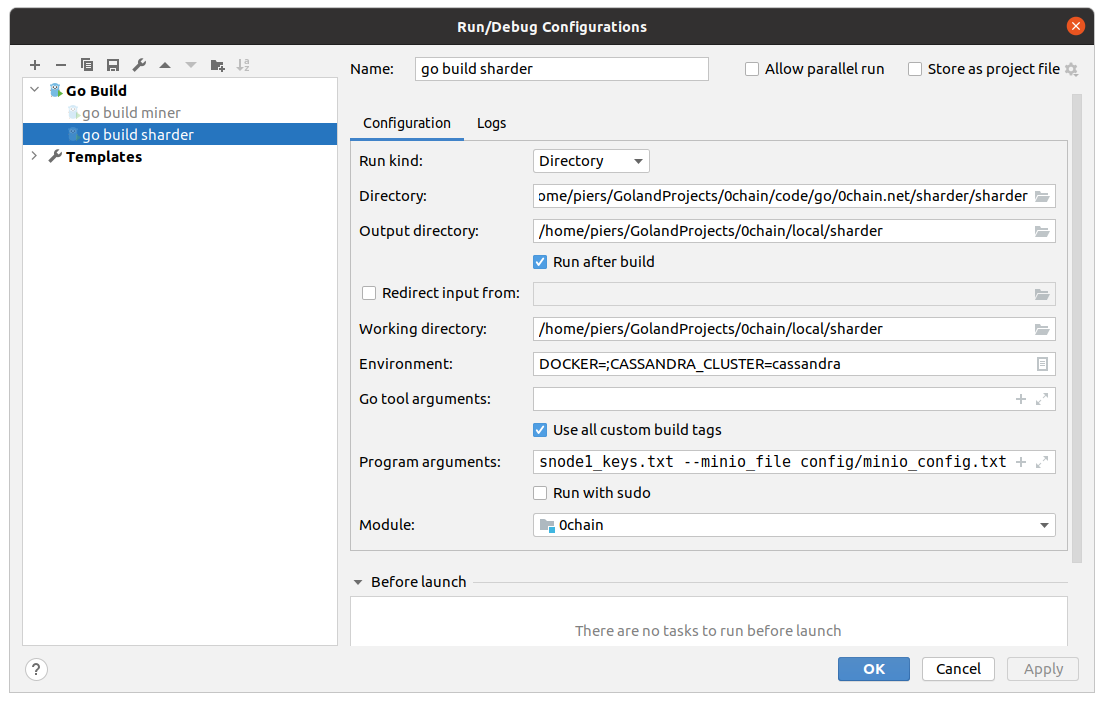 Run/Debug Configurations
Name: go build sharder Allow parallel run Store as project file
Go Build
go build miner
go build sharder
Templates
Configuration Logs
Run kind: Directory
Directory: ome/piers/GolandProjects/0chain/code/go/0chain.net/sharder/sharder
Output directory: /home/piers/GolandProjects/0chain/local/sharder
Run after build
Redirect input from:
Working directory: /home/piers/GolandProjects/0chain/local/sharder
Environment: DOCKER=;CASSANDRA_CLUSTER=cassandra
Go tool arguments:
Use all custom build tags
Program arguments: snode1_keys.txt --minio_file config/minio_config.txt
Run with sudo
Module: 0chain
Before launch
There are no tasks to run before launch
? OK Cancel Apply